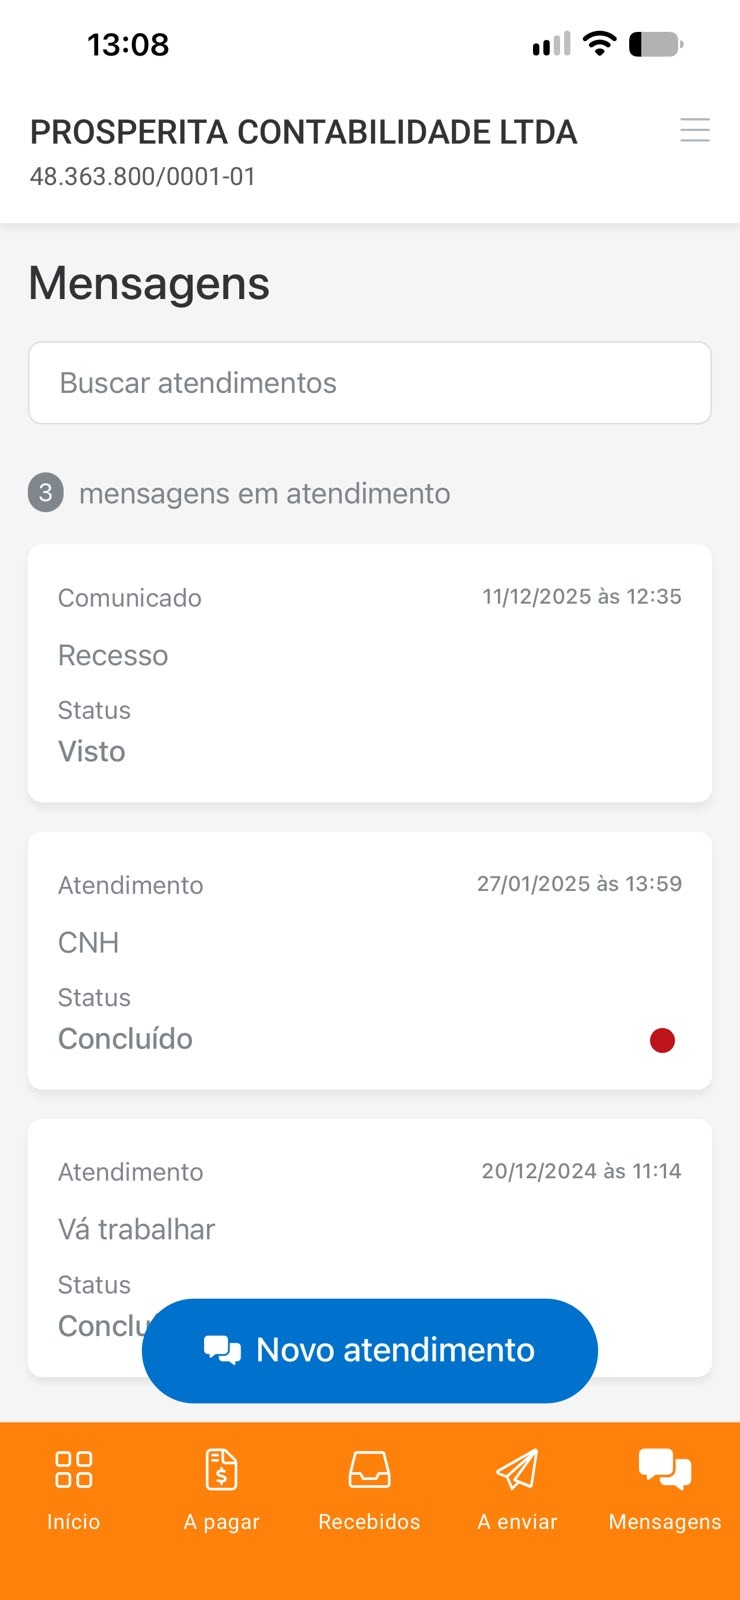 13:08
PROSPERITA CONTABILIDADE LTDA
48.363.800/0001-01
Mensagens
Buscar atendimentos
3 mensagens em atendimento
Comunicado 11/12/2025 às 12:35
Recesso
Status
Visto
Atendimento 27/01/2025 às 13:59
CNH
Status
Concluído
Atendimento 20/12/2024 às 11:14
Vá trabalhar
Status
Conclu
Novo atendimento
Início A pagar Recebidos A enviar Mensagens